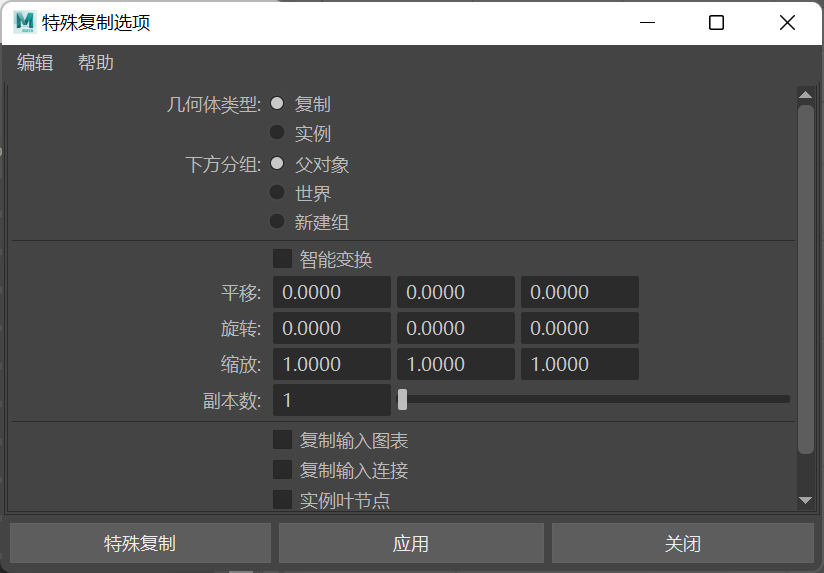 特殊复制选项
编辑 帮助
几何体类型: 复制
实例
下方分组: 父对象
世界
新建组
智能变换
平移: 0.0000 0.0000 0.0000
旋转: 0.0000 0.0000 0.0000
缩放: 1.0000 1.0000 1.0000
副本数: 1
复制输入图表
复制输入连接
实例叶节点
特殊复制 应用 关闭